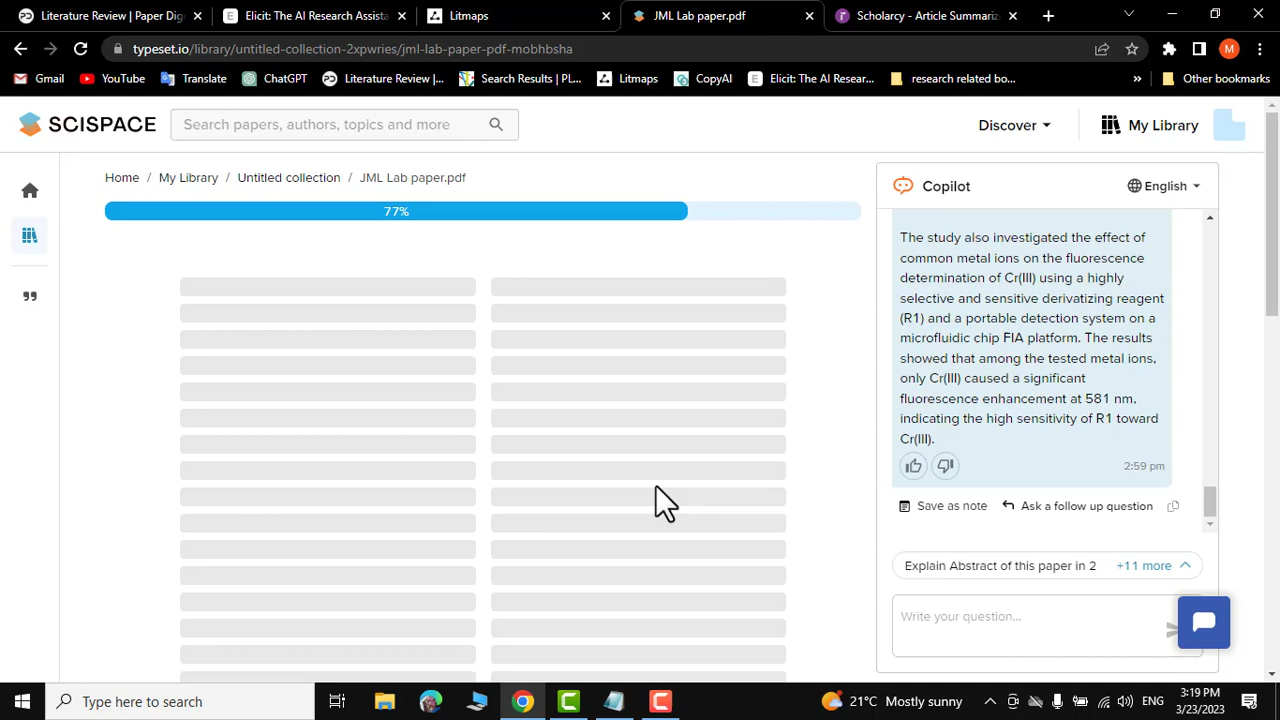 Literature Review | Paper Dig
Elicit: The AI Research Assista
Litmaps
JML Lab paper.pdf
Scholarcy - Article Summariz
typeset.io/library/untitled-collection-2xpwries/jml-lab-paper-pdf-mobhbsha
M
Gmail
YouTube
Translate
ChatGPT
Literature Review |...
Search Results | PL...
Litmaps
CopyAI
Elicit: The AI Resear...
research related bo...
»
Other bookmarks
SCISPACE
Search papers, authors, topics and more
Discover
My Library
Home / My Library / Untitled collection / JML Lab paper.pdf
77%
Copilot
English
The study also investigated the effect of
common metal ions on the fluorescence
determination of Cr(III) using a highly
selective and sensitive derivatizing reagent
(R1) and a portable detection system on a
microfluidic chip FIA platform. The results
showed that among the tested metal ions,
only Cr(III) caused a significant
fluorescence enhancement at 581 nm,
indicating the high sensitivity of R1 toward
Cr(III).
2:59 pm
Save as note
Ask a follow up question
Explain Abstract of this paper in 2
+11 more
Write your question...
Type here to search
21°C Mostly sunny
ENG
3:19 PM
3/23/2023